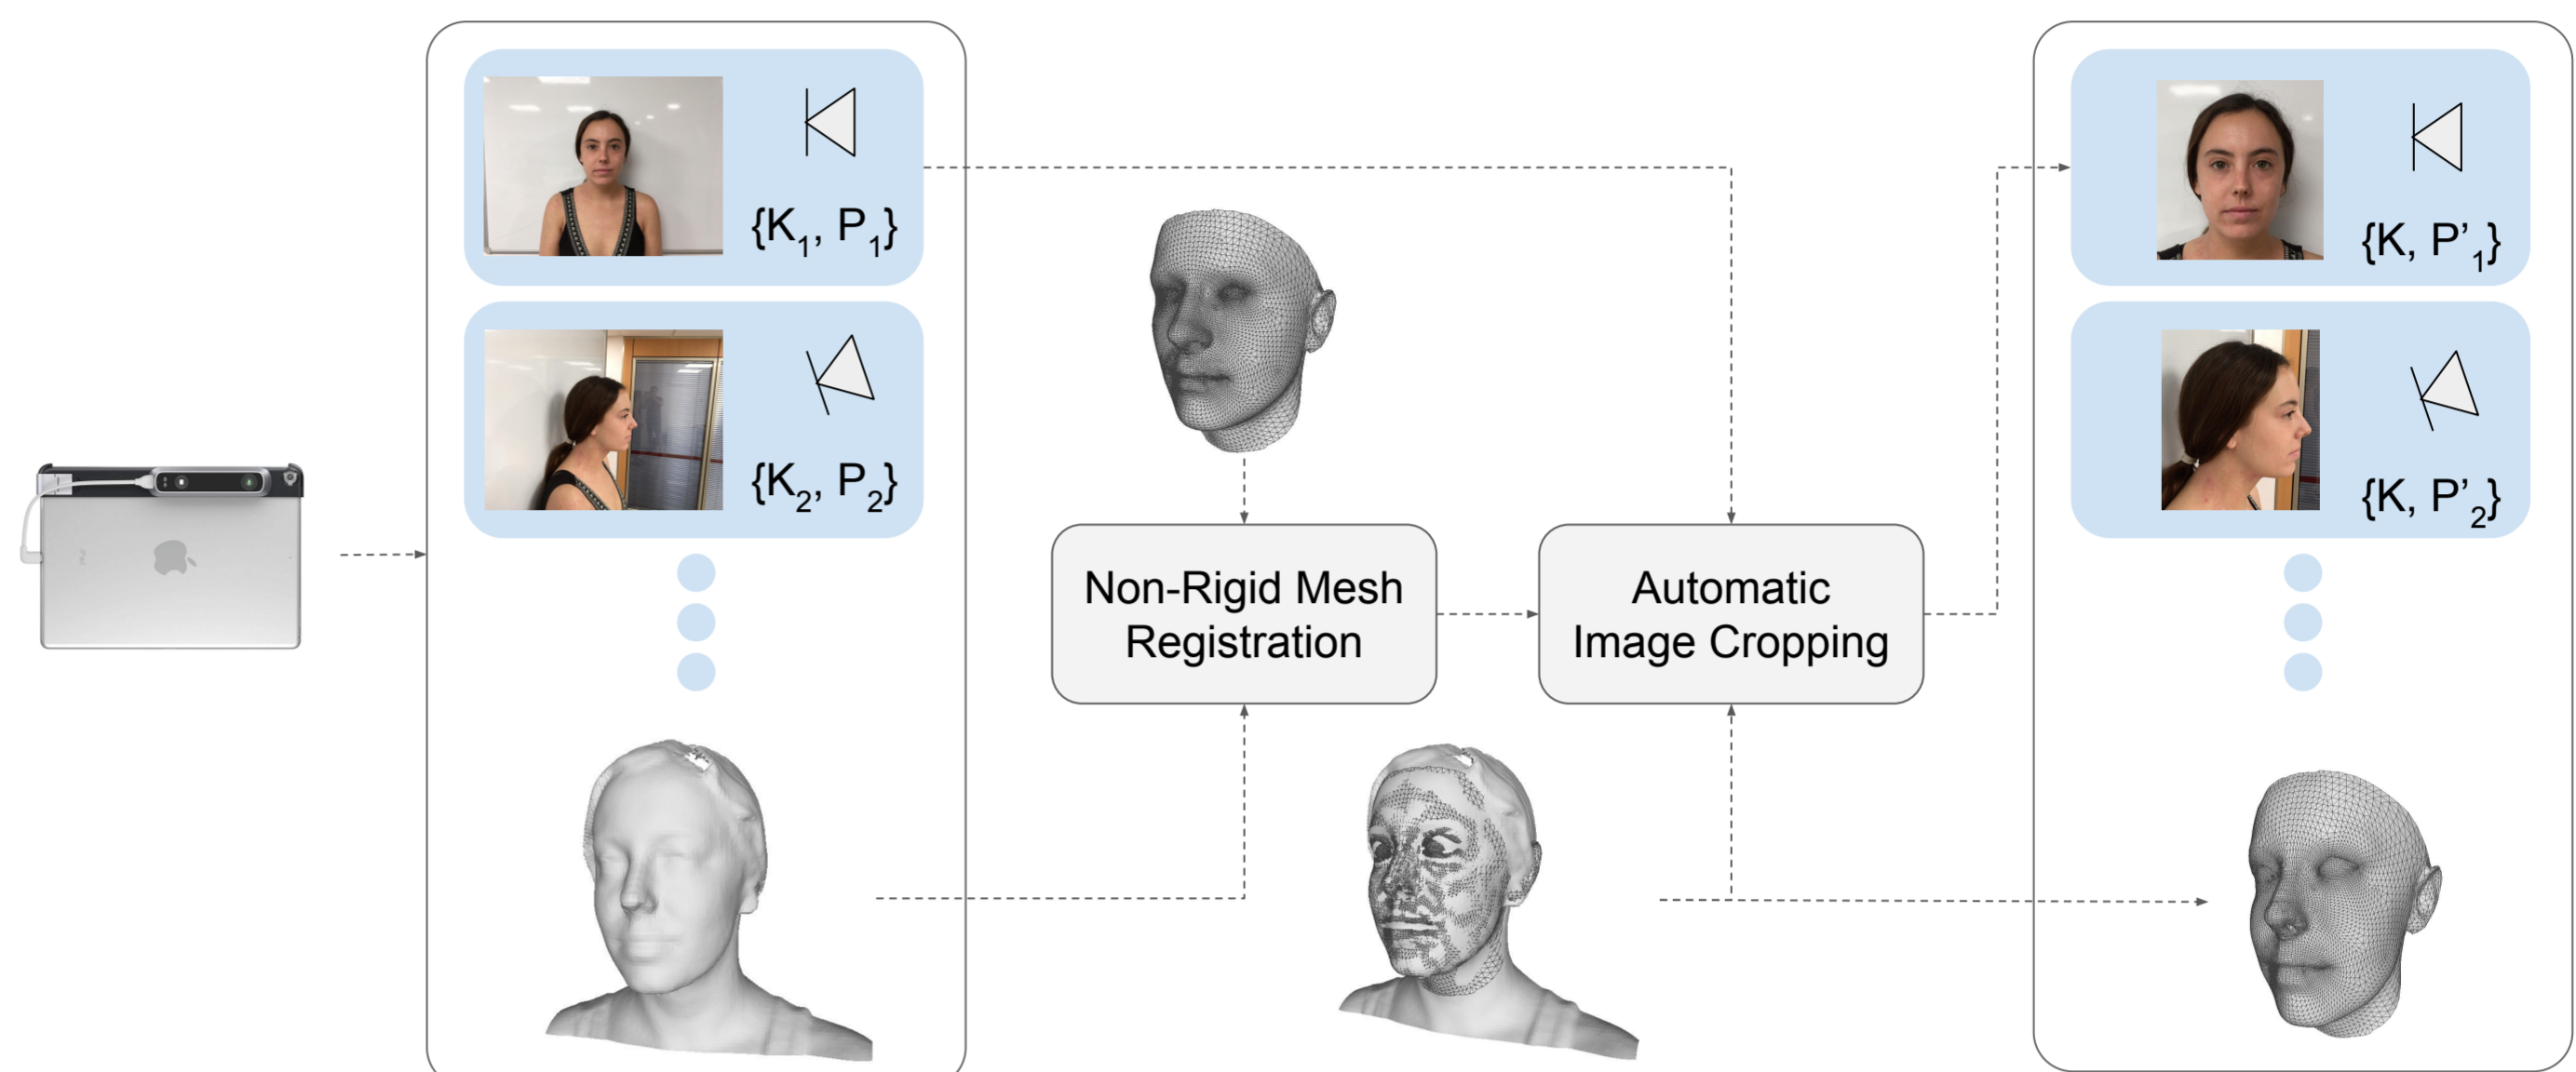 {K₁, P₁}
{K₂, P₂}
Non-Rigid Mesh
Registration
Automatic
Image Cropping
{K, P’₁}
{K, P’₂}